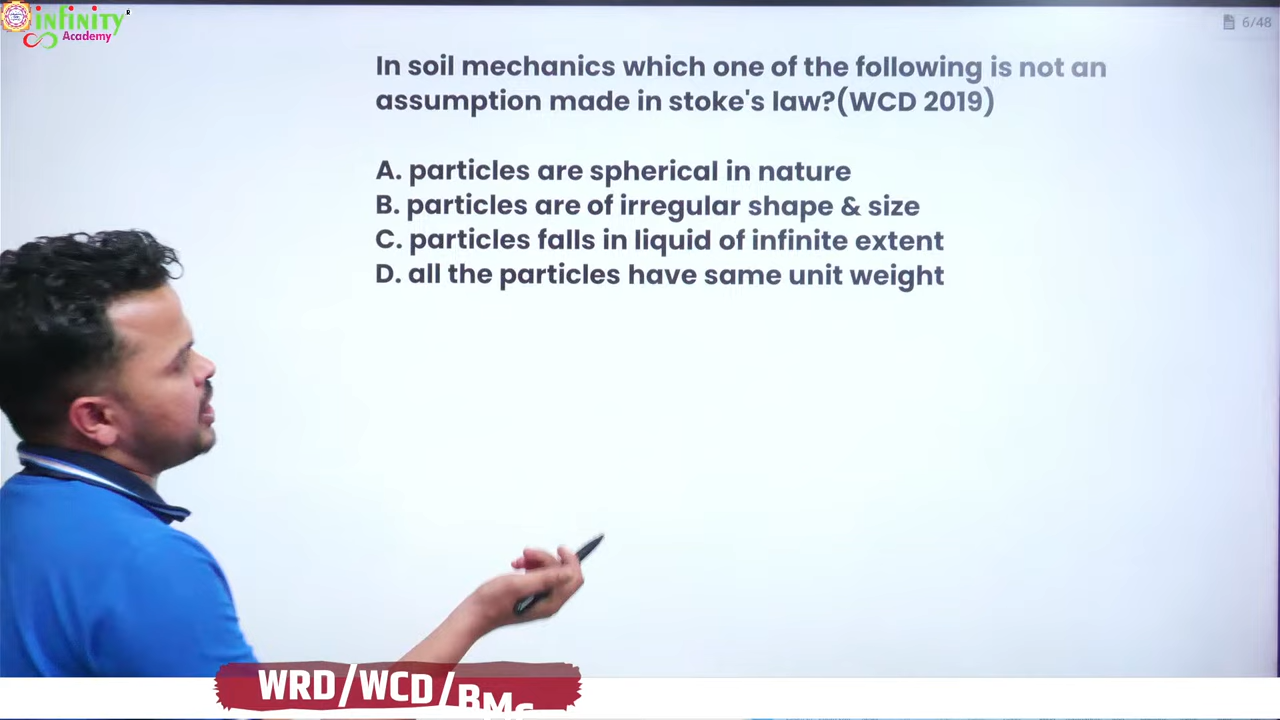 infinity
Academy
6/48
In soil mechanics which one of the following is not an
assumption made in stoke's law?(WCD 2019)
A. particles are spherical in nature
B. particles are of irregular shape & size
C. particles falls in liquid of infinite extent
D. all the particles have same unit weight
WRD/WCD/BMC